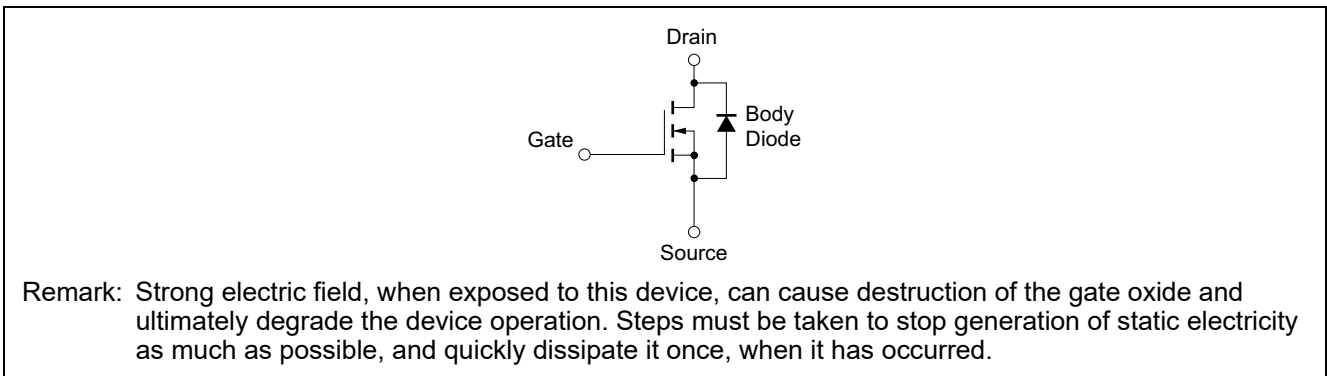 Drain
Body
Diode
Gate
Source
Remark: Strong electric field, when exposed to this device, can cause destruction of the gate oxide and
ultimately degrade the device operation. Steps must be taken to stop generation of static electricity
as much as possible, and quickly dissipate it once, when it has occurred.